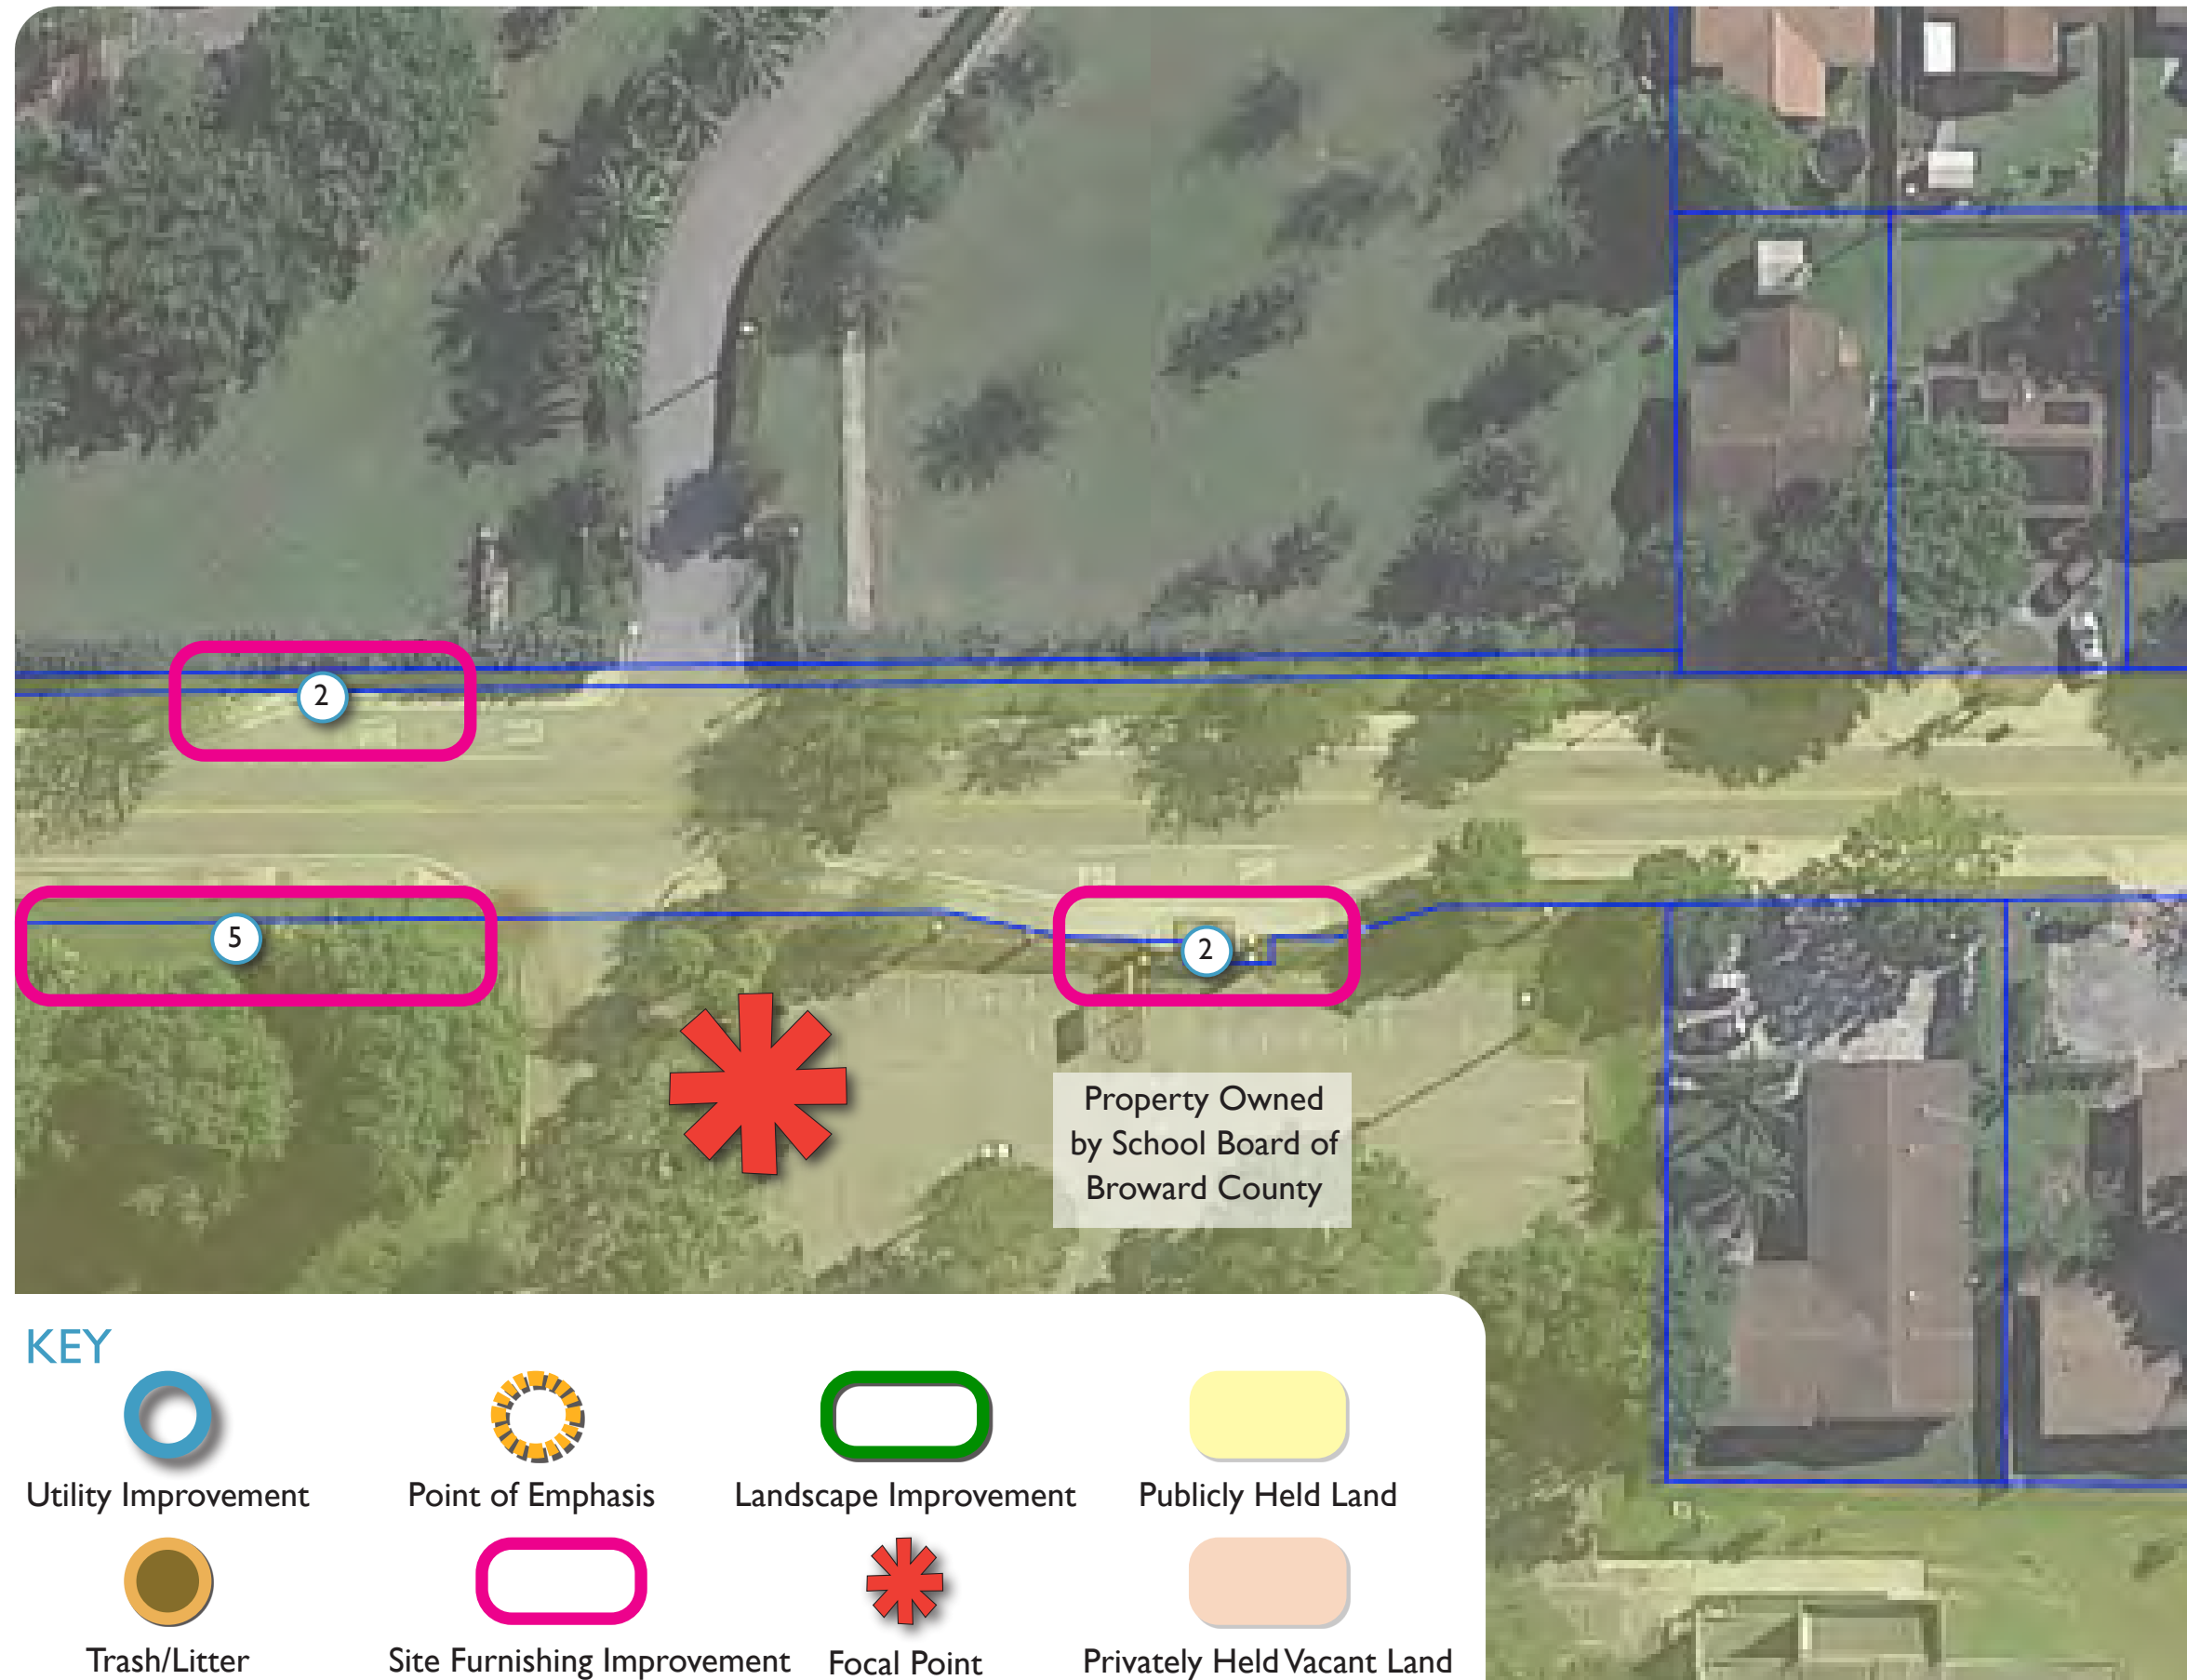 2
5
2
Property Owned
by School Board of
Broward County
KEY
Utility Improvement
Point of Emphasis
Landscape Improvement
Publicly Held Land
Trash/Litter
Site Furnishing Improvement
Focal Point
Privately Held Vacant Land